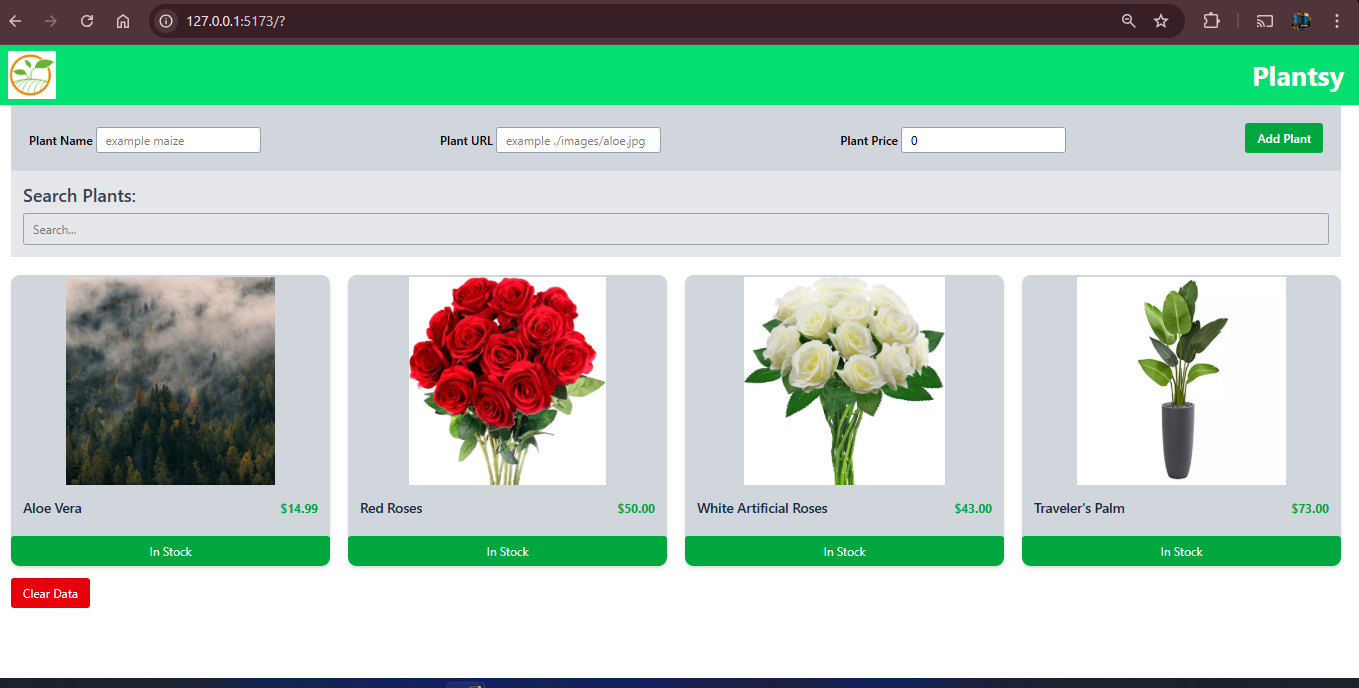 127.0.0.1:5173/?
Plantsy
Plant Name example maize Plant URL example ./images/aloe.jpg Plant Price 0 Add Plant
Search Plants:
Search...
Aloe Vera $14.99 Red Roses $50.00 White Artificial Roses $43.00 Traveler's Palm $73.00
In Stock In Stock In Stock In Stock
Clear Data